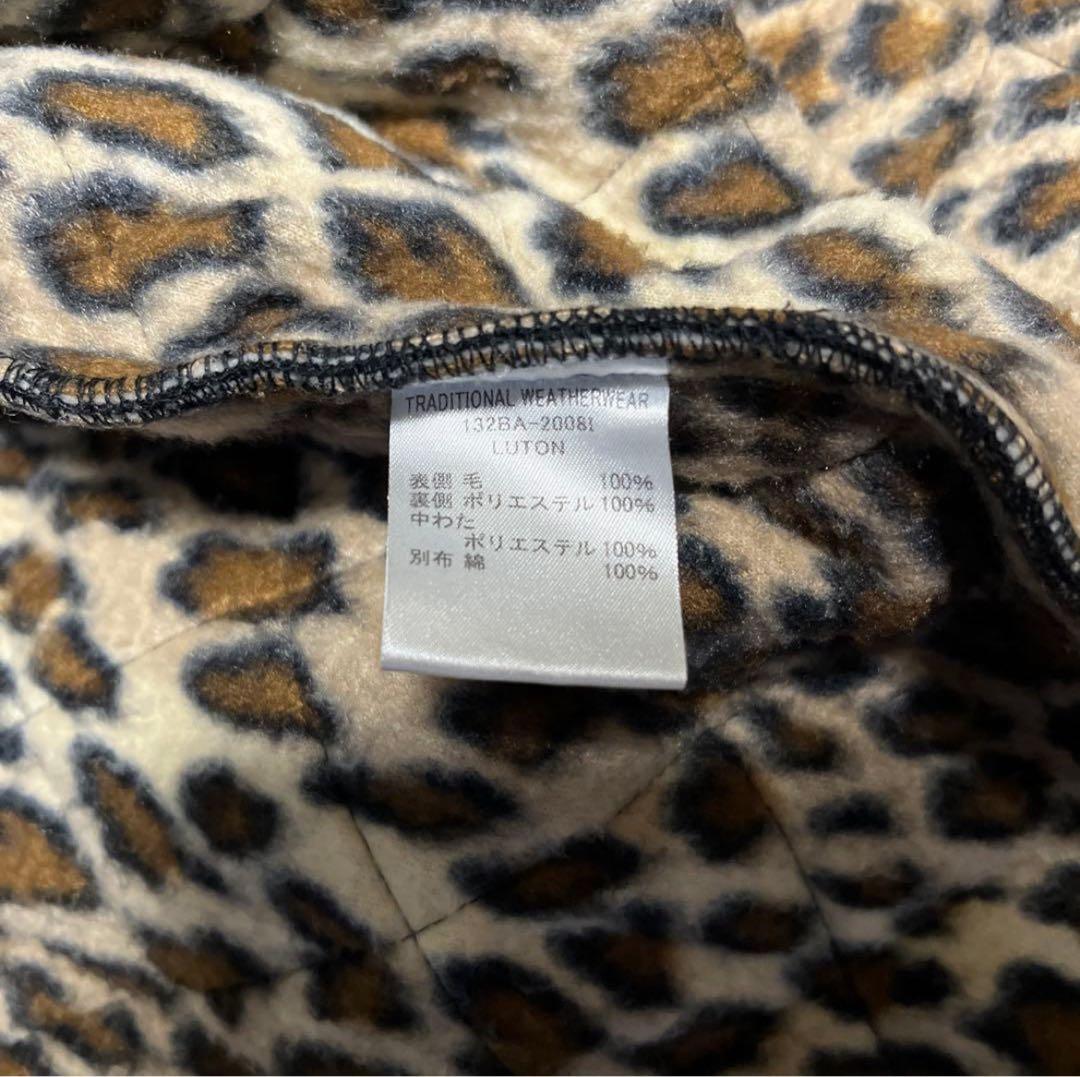 TRADITIONAL WEATHERWEAR
132BA-20081
LUTON
表側 毛 100%
裏側 ポリエステル 100%
中わた
ポリエステル 100%
別布 綿 100%